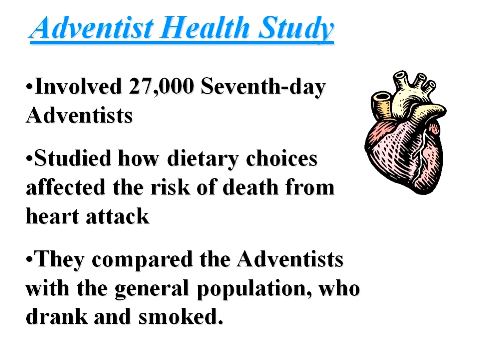 Adventist Health Study
•Involved 27,000 Seventh-day
Adventists
•Studied how dietary choices
affected the risk of death from
heart attack
•They compared the Adventists
with the general population, who
drank and smoked.